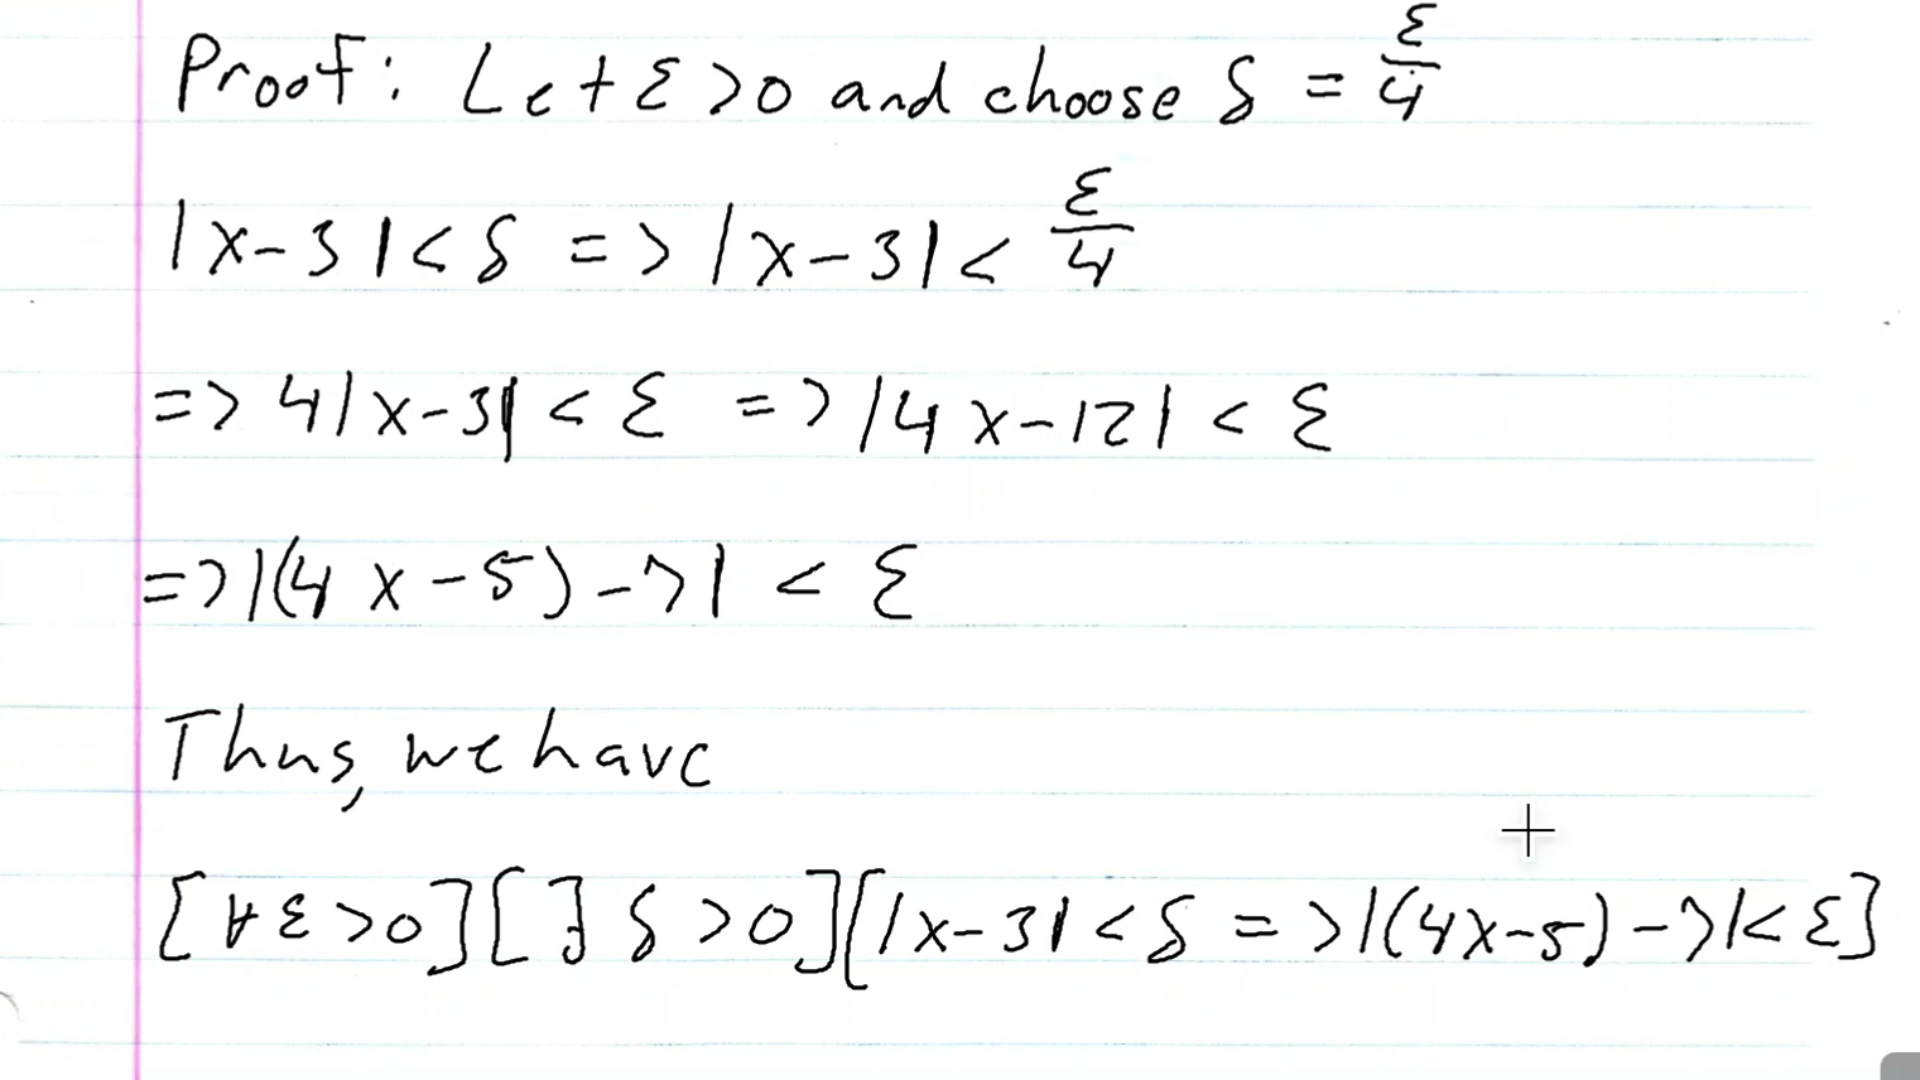 Proof: Let ε > 0 and choose δ = ε/4
|x-3| < δ => |x-3| < ε/4
=> 4|x-3| < ε => |4x-12| < ε
=> |(4x-5)-7| < ε
Thus, we have
[∀ε>0][∃δ>0][|x-3|<δ => |(4x-5)-7|<ε]